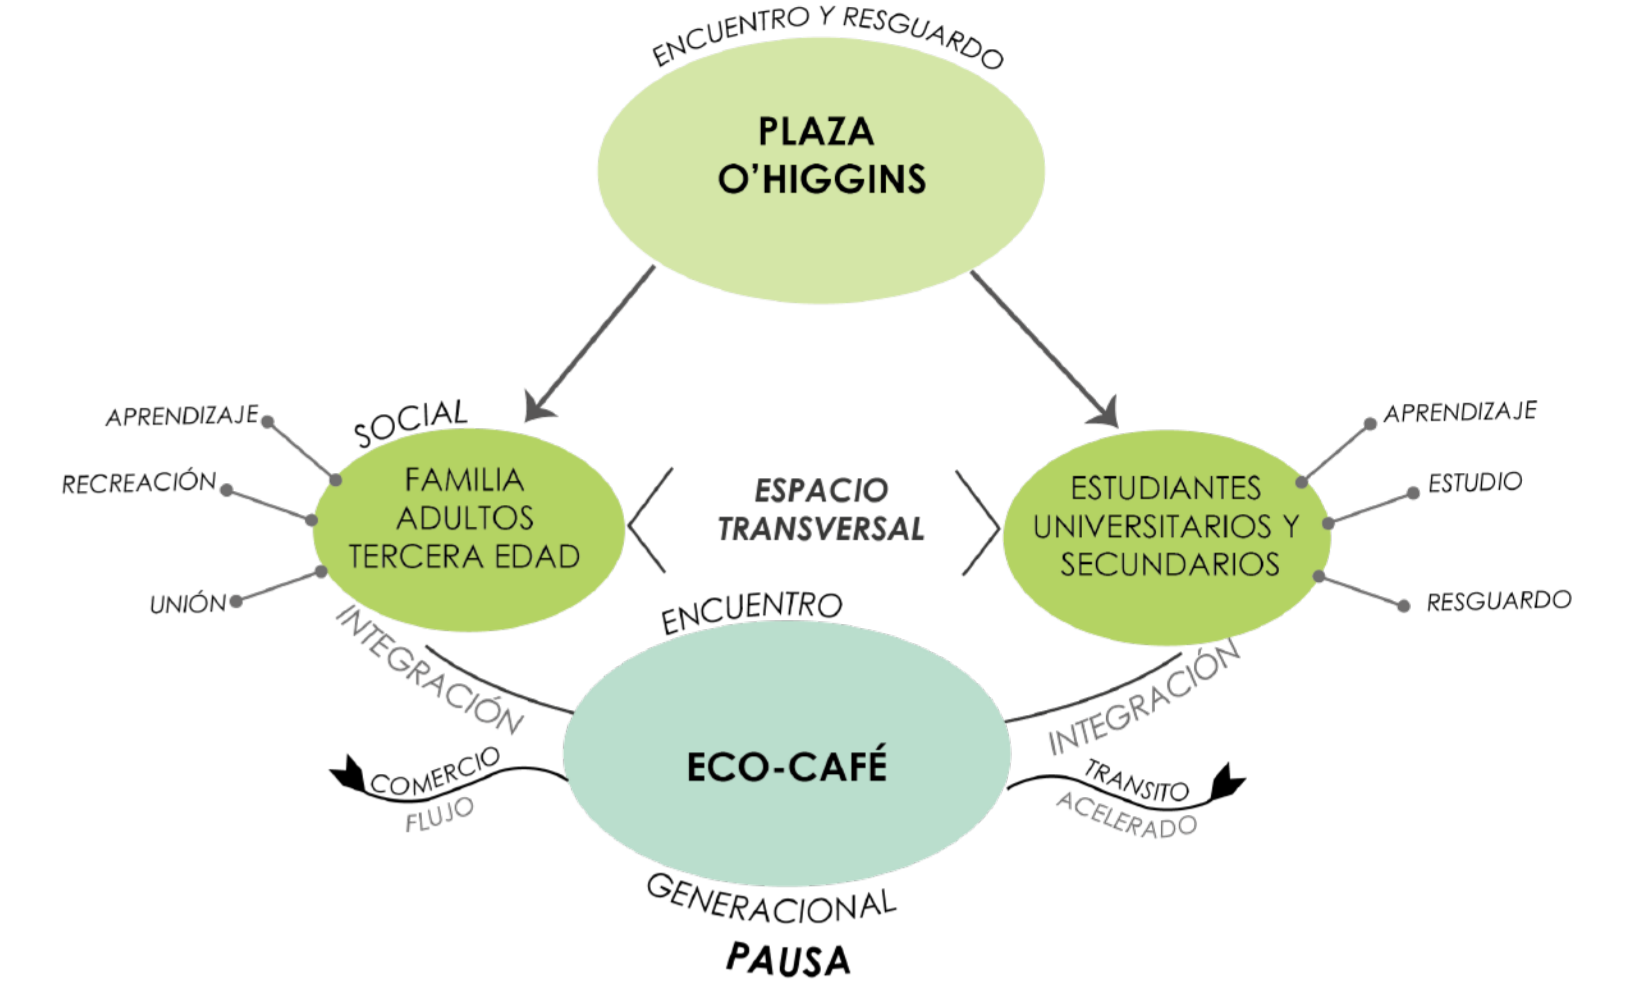 ENCUENTRO Y RESGUARDO
PLAZA
O'HIGGINS
SOCIAL
APRENDIZAJE
RECREACIÓN
UNIÓN
FAMILIA
ADULTOS
TERCERA EDAD
ESPACIO
TRANSVERSAL
ESTUDIANTES
UNIVERSITARIOS Y
SECUNDARIOS
APRENDIZAJE
ESTUDIO
RESGUARDO
INTEGRACIÓN
ENCUENTRO
INTEGRACIÓN
COMERCIO
FLUJO
ECO-CAFÉ
TRANSITO
ACELERADO
GENERACIONAL
PAUSA